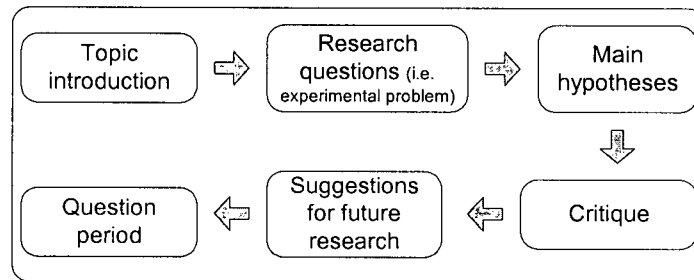 Topic
introduction
Research
questions (i.e.
experimental problem)
Main
hypotheses
Critique
Suggestions
for future
research
Question
period